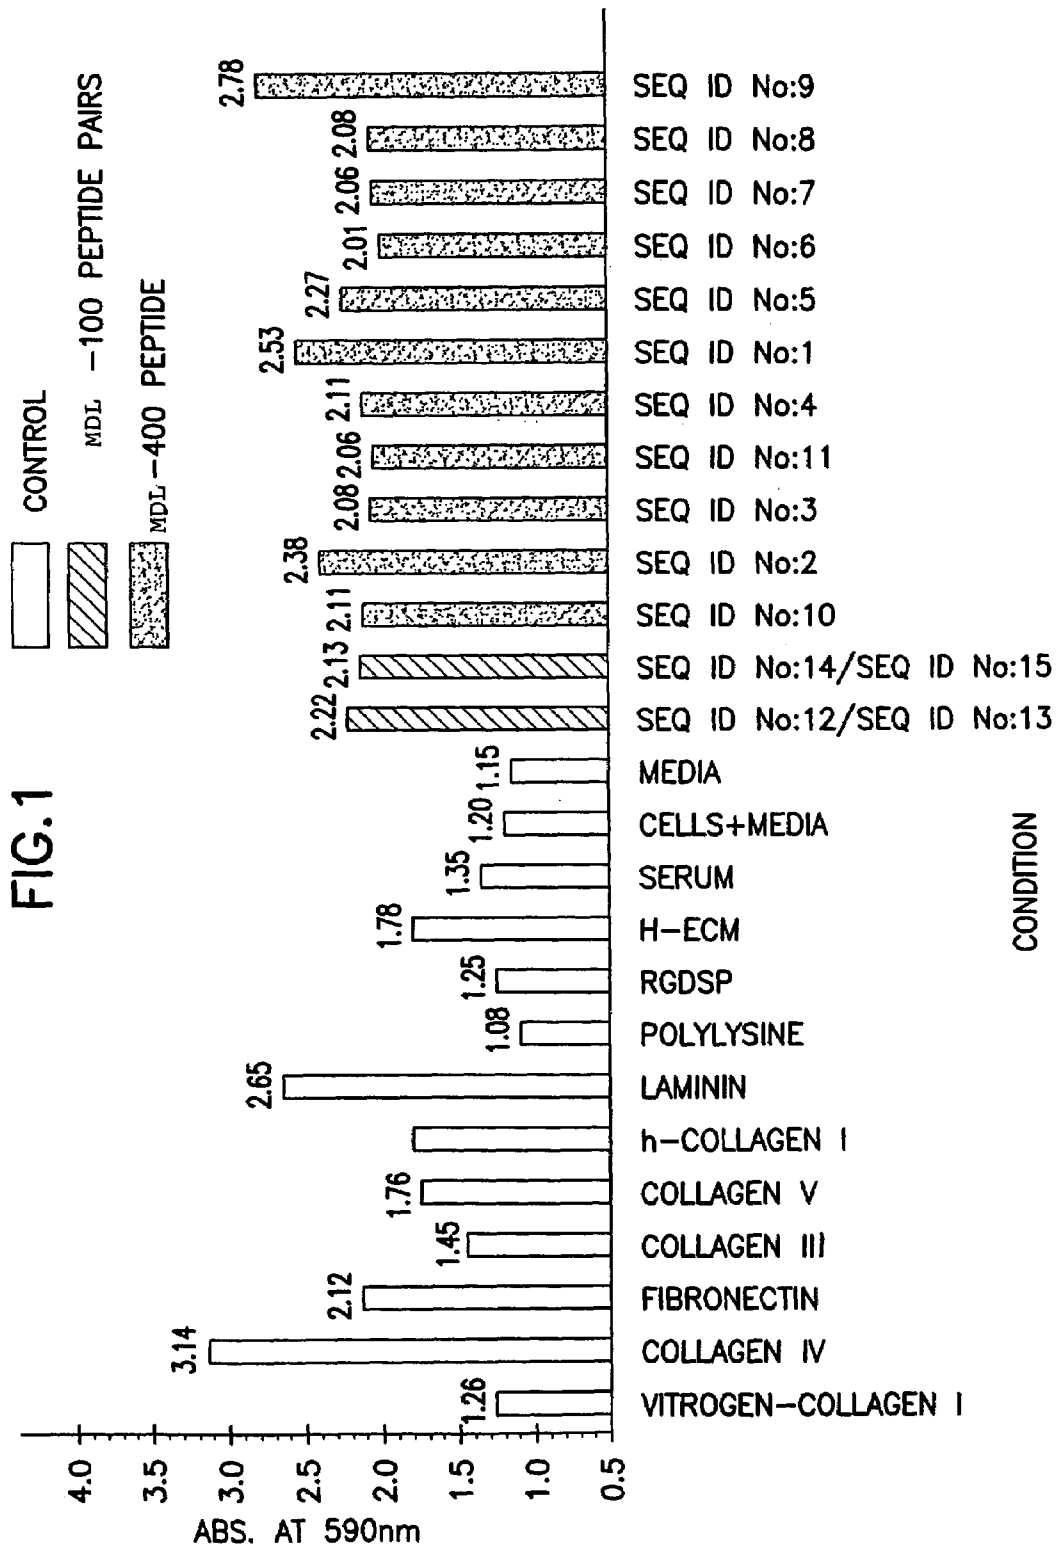 FIG. 1
CONTROL
MDL -100 PEPTIDE PAIRS
MDL-400 PEPTIDE
ABS. AT 590nm
4.0
3.5
3.0
2.5
2.0
1.5
1.0
0.5
1.26
3.14
2.12
1.45
1.76
2.65
1.08
1.25
1.78
1.35
1.20
1.15
2.22
2.13
2.11
2.38
2.08
2.06
2.11
2.53
2.27
2.01
2.06
2.08
2.78
VITROGEN-COLLAGEN I
COLLAGEN IV
FIBRONECTIN
COLLAGEN III
COLLAGEN V
h-COLLAGEN I
LAMININ
POLYLYSINE
RGDSP
H-ECM
SERUM
CELLS+MEDIA
MEDIA
SEQ ID No:12/SEQ ID No:13
SEQ ID No:14/SEQ ID No:15
SEQ ID No:10
SEQ ID No:2
SEQ ID No:3
SEQ ID No:11
SEQ ID No:4
SEQ ID No:1
SEQ ID No:5
SEQ ID No:6
SEQ ID No:7
SEQ ID No:8
SEQ ID No:9
CONDITION